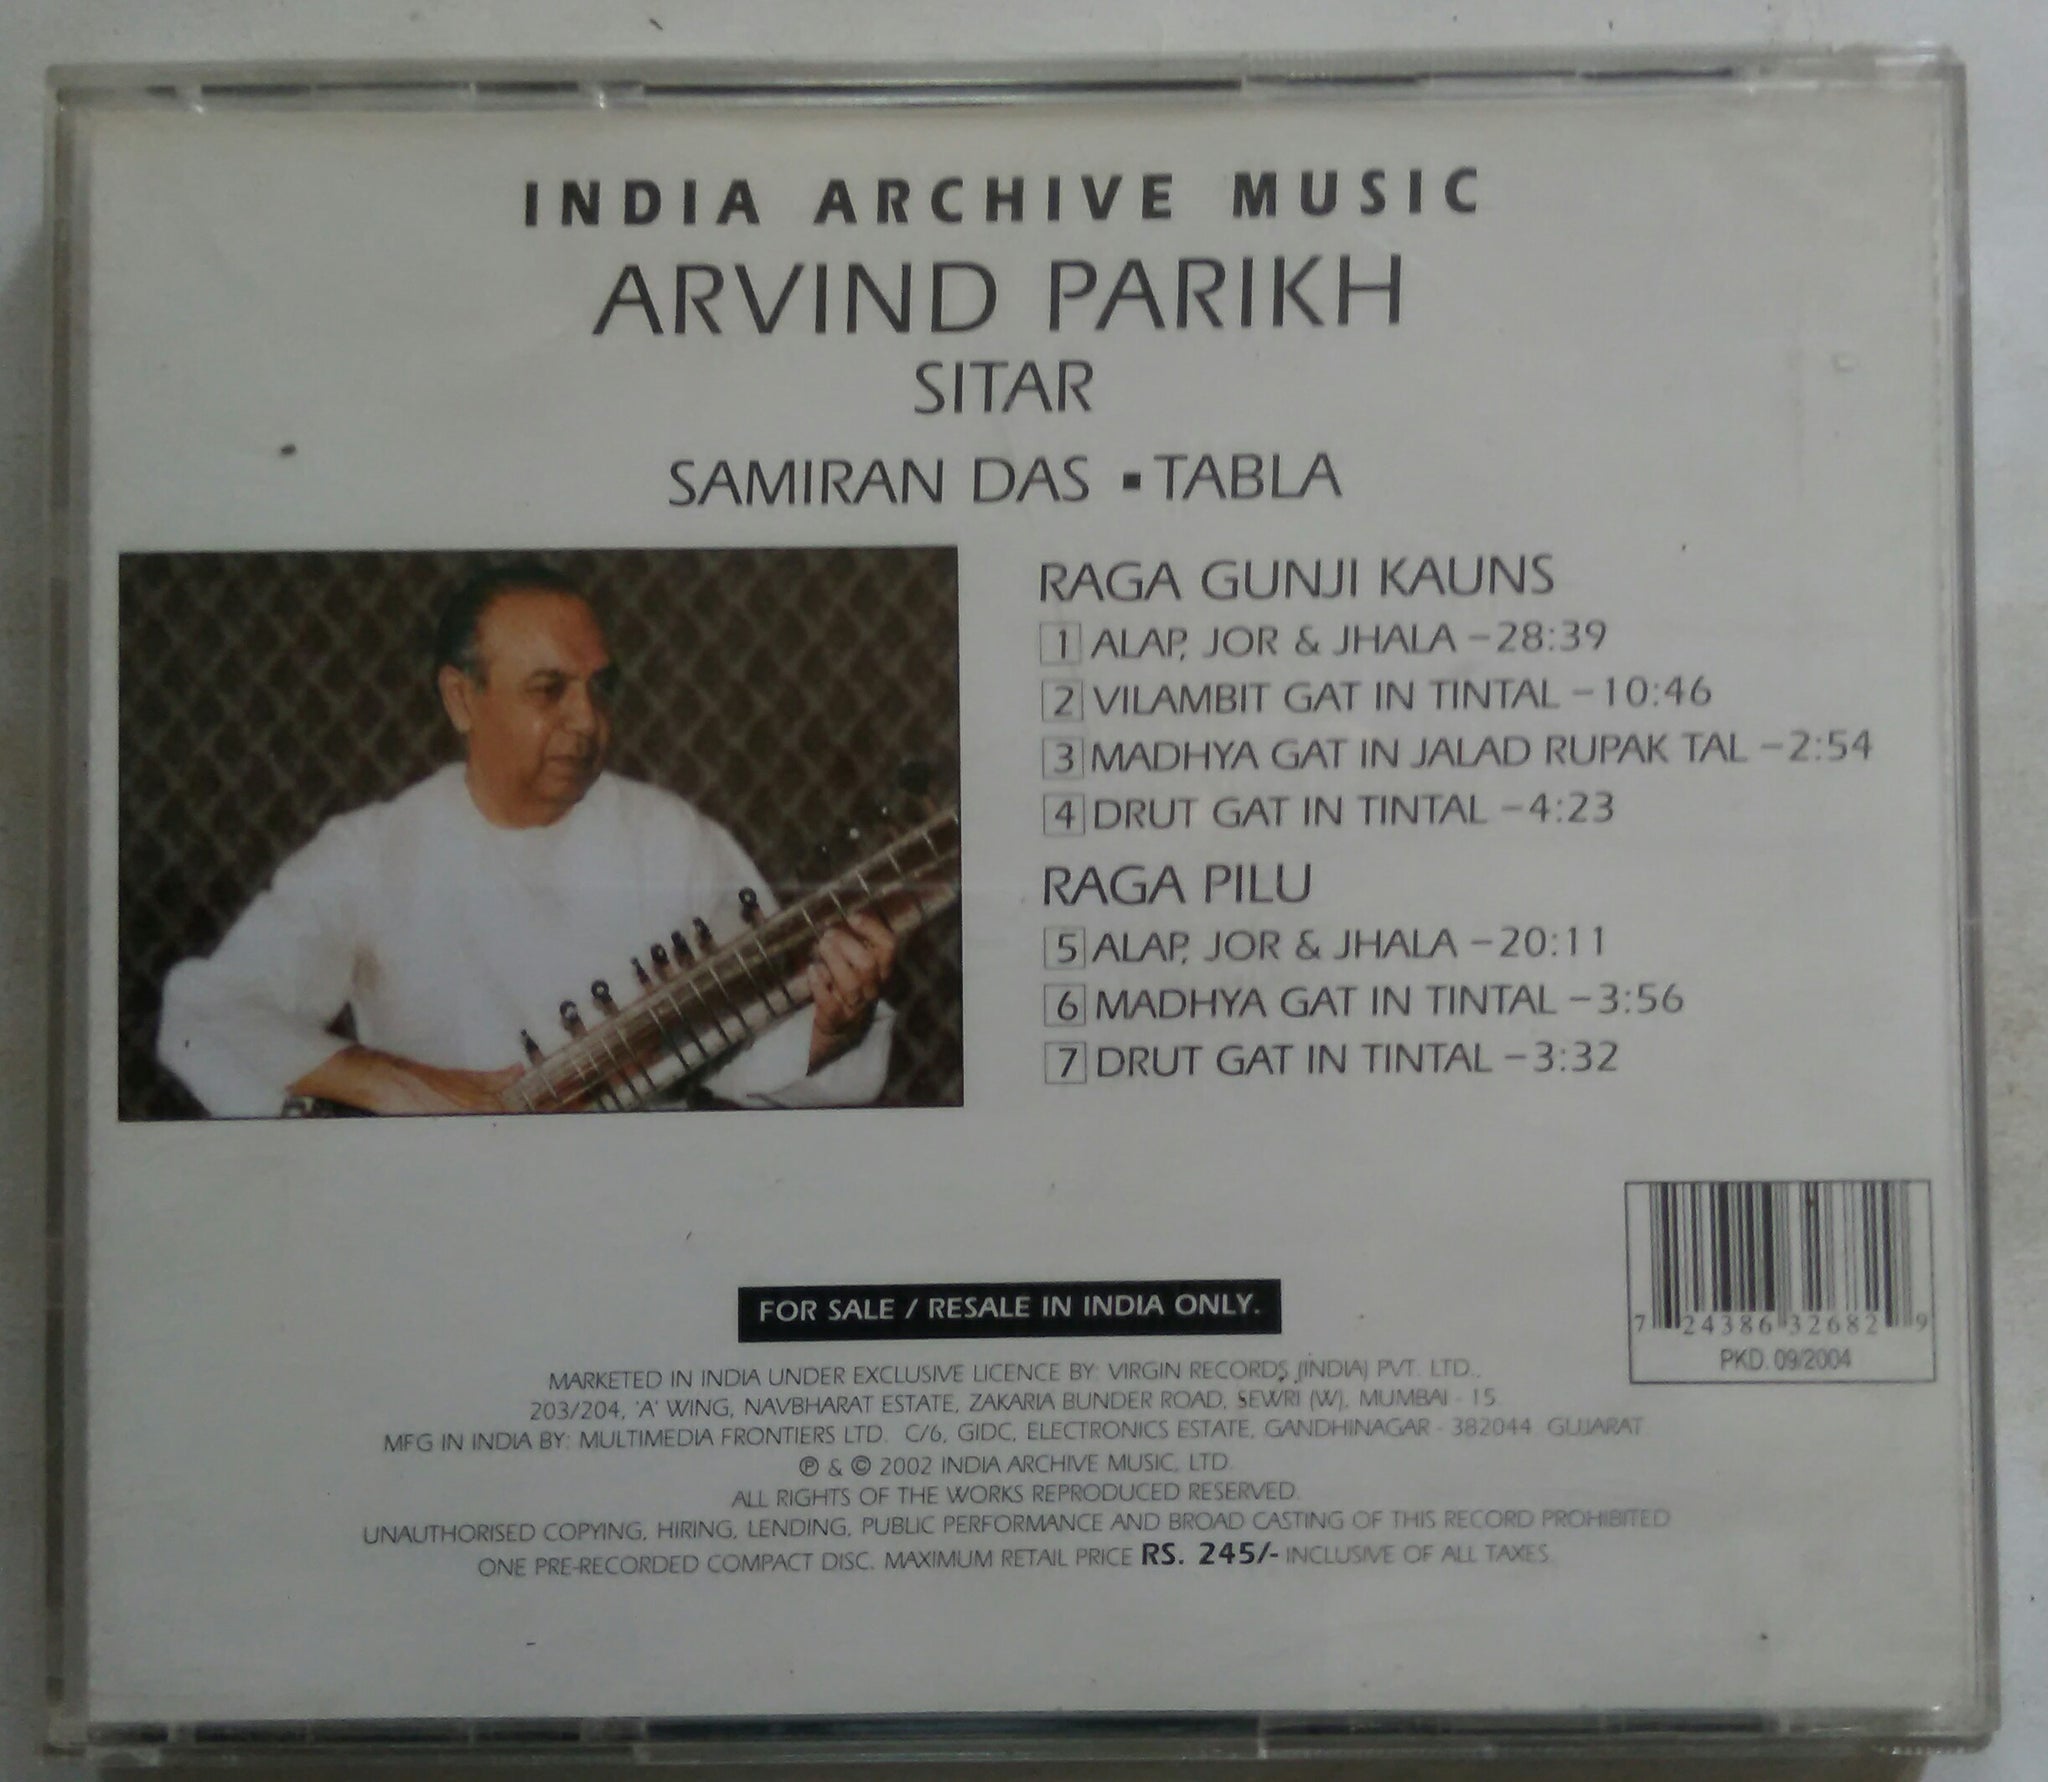 INDIA ARCHIVE MUSIC
ARVIND PARIKH
SITAR
SAMIRAN DAS ▪ TABLA
RAGA GUNJI KAUNS
1 ALAP, JOR & JHALA – 28:39
2 VILAMBIT GAT IN TINTAL – 10:46
3 MADHYA GAT IN JALAD RUPAK TAL – 2:54
4 DRUT GAT IN TINTAL – 4:23
RAGA PILU
5 ALAP, JOR & JHALA – 20:11
6 MADHYA GAT IN TINTAL – 3:56
7 DRUT GAT IN TINTAL – 3:32
7 24386 32682 9
PKD. 09/2004
FOR SALE / RESALE IN INDIA ONLY.
MARKETED IN INDIA UNDER EXCLUSIVE LICENCE BY: VIRGIN RECORDS (INDIA) PVT. LTD.,
203/204, 'A' WING, NAVBHARAT ESTATE, ZAKARIA BUNDER ROAD, SEWRI (W), MUMBAI - 15.
MFG IN INDIA BY: MULTIMEDIA FRONTIERS LTD. C/6, GIDC, ELECTRONICS ESTATE, GANDHINAGAR - 382044. GUJARAT.
℗ & © 2002 INDIA ARCHIVE MUSIC, LTD.
ALL RIGHTS OF THE WORKS REPRODUCED RESERVED.
UNAUTHORISED COPYING, HIRING, LENDING, PUBLIC PERFORMANCE AND BROAD CASTING OF THIS RECORD PROHIBITED
ONE PRE-RECORDED COMPACT DISC. MAXIMUM RETAIL PRICE RS. 245/- INCLUSIVE OF ALL TAXES.